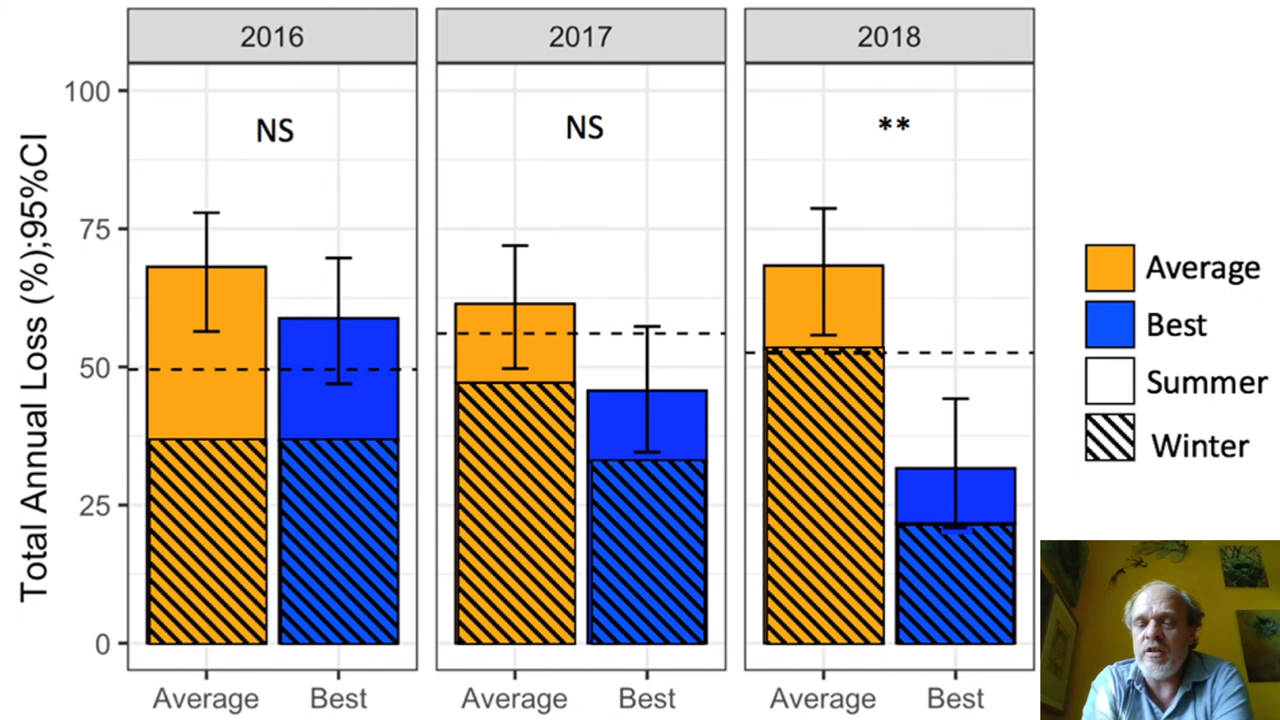 2016
2017
2018
Total Annual Loss (%);95%CI
100
75
50
25
0
NS
NS
**
Average
Best
Average
Best
Average
Best
Average
Best
Summer
Winter